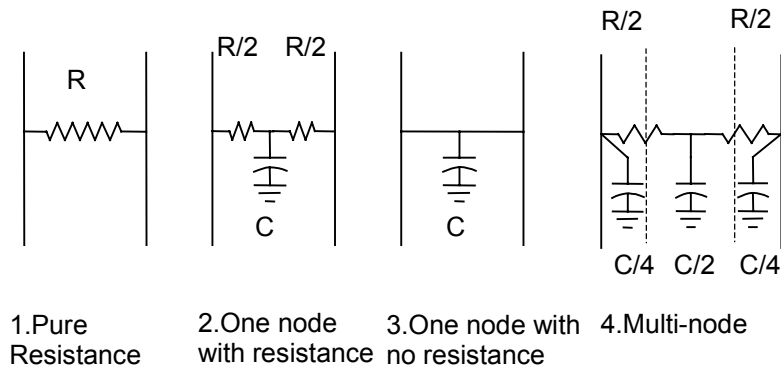 R/2 R/2
R/2 R/2
R
C
C
C/4 C/2 C/4
1.Pure
Resistance
2.One node
with resistance
3.One node with
no resistance
4.Multi-node